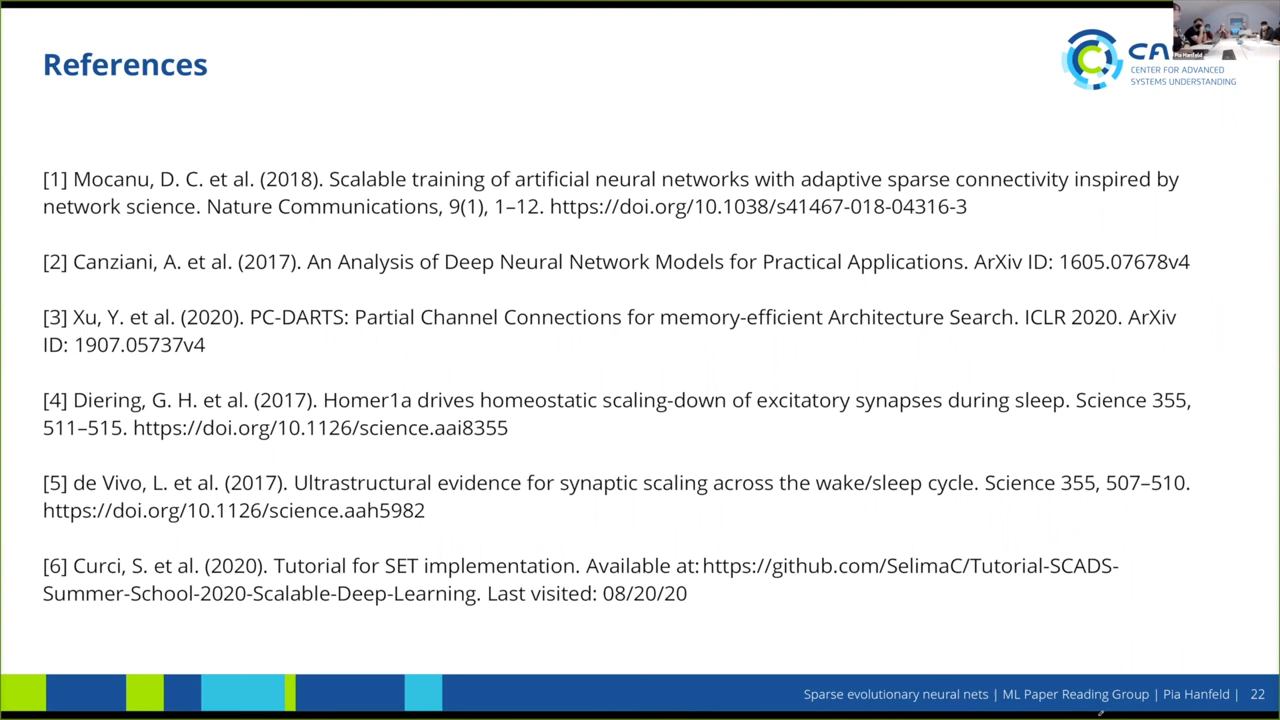 References
CA
CENTER FOR ADVANCED
SYSTEMS UNDERSTANDING
Pia Hanfeld
[1] Mocanu, D. C. et al. (2018). Scalable training of artificial neural networks with adaptive sparse connectivity inspired by
network science. Nature Communications, 9(1), 1–12. https://doi.org/10.1038/s41467-018-04316-3
[2] Canziani, A. et al. (2017). An Analysis of Deep Neural Network Models for Practical Applications. ArXiv ID: 1605.07678v4
[3] Xu, Y. et al. (2020). PC-DARTS: Partial Channel Connections for memory-efficient Architecture Search. ICLR 2020. ArXiv
ID: 1907.05737v4
[4] Diering, G. H. et al. (2017). Homer1a drives homeostatic scaling-down of excitatory synapses during sleep. Science 355,
511–515. https://doi.org/10.1126/science.aai8355
[5] de Vivo, L. et al. (2017). Ultrastructural evidence for synaptic scaling across the wake/sleep cycle. Science 355, 507–510.
https://doi.org/10.1126/science.aah5982
[6] Curci, S. et al. (2020). Tutorial for SET implementation. Available at: https://github.com/SelimaC/Tutorial-SCADS-
Summer-School-2020-Scalable-Deep-Learning. Last visited: 08/20/20
Sparse evolutionary neural nets | ML Paper Reading Group | Pia Hanfeld | 22